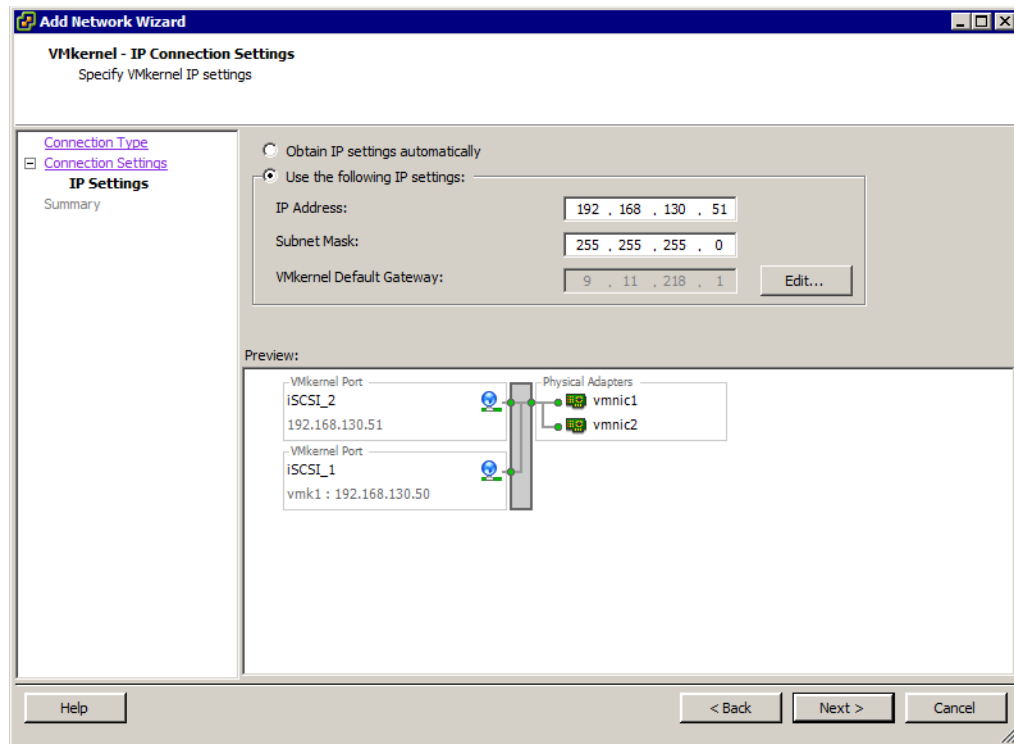 Add Network Wizard
VMkernel - IP Connection Settings
Specify VMkernel IP settings
Connection Type
Connection Settings
IP Settings
Summary
Obtain IP settings automatically
Use the following IP settings:
IP Address:
192 . 168 . 130 . 51
Subnet Mask:
255 . 255 . 255 . 0
VMkernel Default Gateway:
9 . 11 . 218 . 1
Edit...
Preview:
VMkernel Port
iSCSI_2
192.168.130.51
VMkernel Port
iSCSI_1
vmk1 : 192.168.130.50
Physical Adapters
vmnic1
vmnic2
Help
< Back
Next >
Cancel